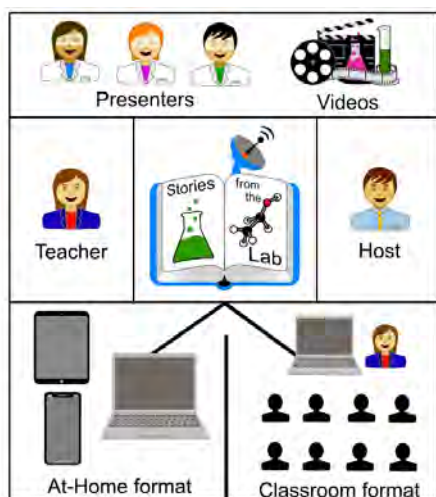 Presenters
Videos
Teacher
Stories
from the
Lab
Host
At-Home format
Classroom format